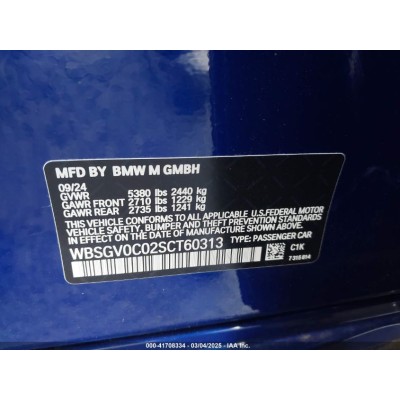 MFD BY BMW M GMBH
09/24
GVWR 5380 lbs 2440 kg
GAWR FRONT 2710 lbs 1229 kg
GAWR REAR 2735 lbs 1241 kg
THIS VEHICLE CONFORMS TO ALL APPLICABLE U.S. FEDERAL MOTOR
VEHICLE SAFETY, BUMPER, AND THEFT PREVENTION STANDARDS
IN EFFECT ON THE DATE OF MANUFACTURE SHOWN ABOVE.
WBSGV0C02SCT60313 TYPE: PASSENGER CAR
C1K
000-41708334 - 03/04/2025 - IAA Inc.